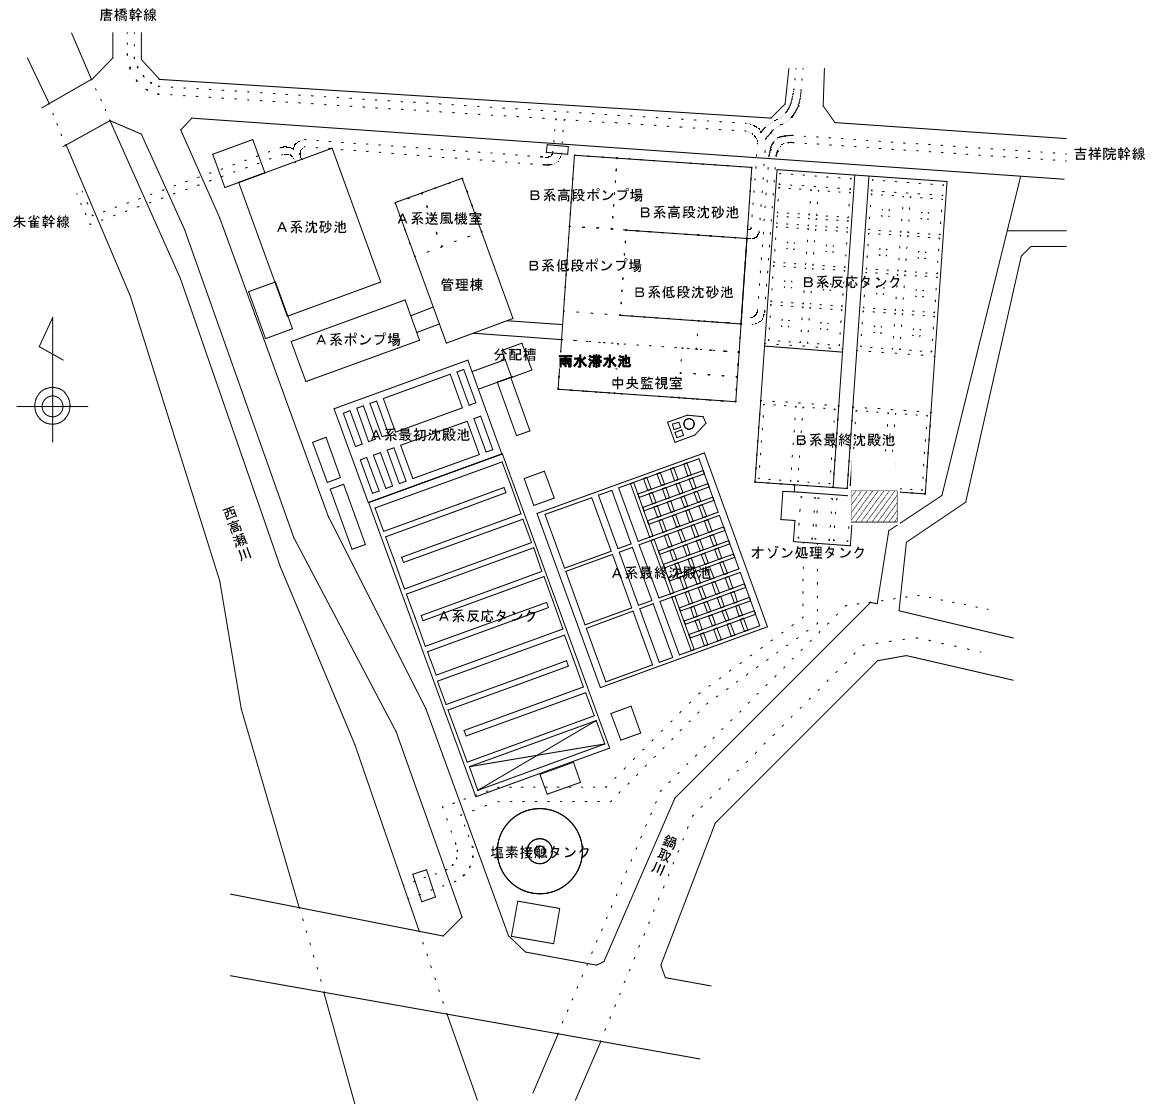 唐橋幹線
吉祥院幹線
朱雀幹線
A系沈砂池
A系送風機室
B系高段ポンプ場
B系高段沈砂池
管理棟
B系低段ポンプ場
B系低段沈砂池
B系反応タンク
A系ポンプ場
分配槽
雨水滞水池
中央監視室
A系最初沈殿池
B系最終沈殿池
西高瀬川
オゾン処理タンク
A系最終沈殿池
A系反応タンク
塩素接触タンク
鍋取川